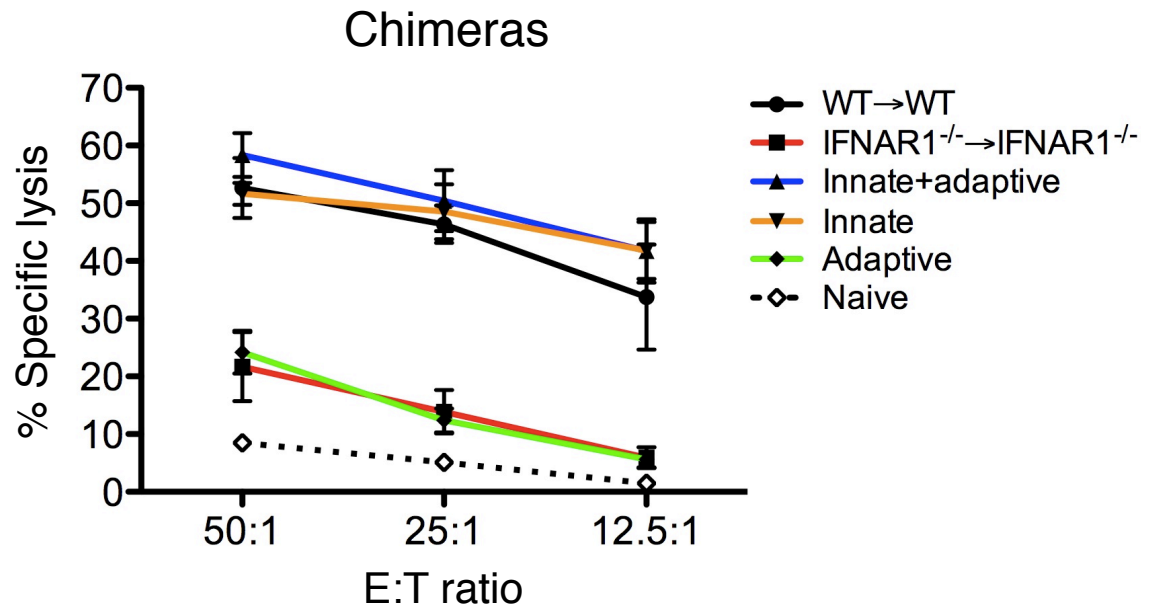 Chimeras
% Specific lysis
70
60
50
40
30
20
10
0
50:1
25:1
12.5:1
E:T ratio
WT→WT
IFNAR1⁻/⁻→IFNAR1⁻/⁻
Innate+adaptive
Innate
Adaptive
Naive